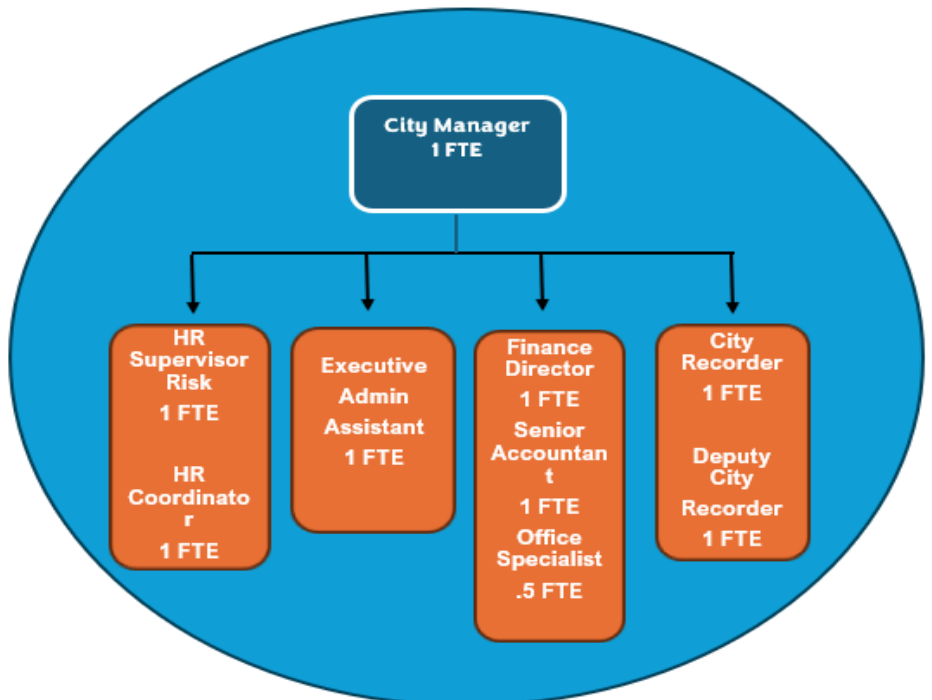 City Manager
1 FTE
HR
Supervisor
Risk
1 FTE
HR
Coordinato
r
1 FTE
Executive
Admin
Assistant
1 FTE
Finance
Director
1 FTE
Senior
Accountan
t
1 FTE
Office
Specialist
.5 FTE
City
Recorder
1 FTE
Deputy
City
Recorder
1 FTE